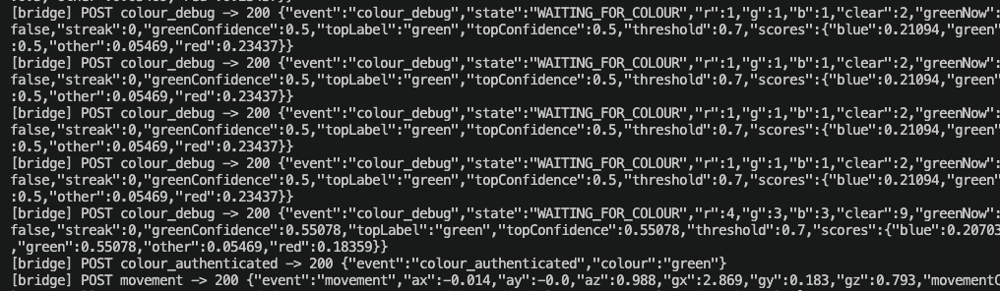 [bridge] POST colour_debug -> 200 {"event":"colour_debug","state":"WAITING_FOR_COLOUR","r":1,"g":1,"b":1,"clear":2,"greenNow":
false,"streak":0,"greenConfidence":0.5,"topLabel":"green","topConfidence":0.5,"threshold":0.7,"scores":{"blue":0.21094,"green"
:0.5,"other":0.05469,"red":0.23437}}
[bridge] POST colour_debug -> 200 {"event":"colour_debug","state":"WAITING_FOR_COLOUR","r":1,"g":1,"b":1,"clear":2,"greenNow":
false,"streak":0,"greenConfidence":0.5,"topLabel":"green","topConfidence":0.5,"threshold":0.7,"scores":{"blue":0.21094,"green"
:0.5,"other":0.05469,"red":0.23437}}
[bridge] POST colour_debug -> 200 {"event":"colour_debug","state":"WAITING_FOR_COLOUR","r":1,"g":1,"b":1,"clear":2,"greenNow":
false,"streak":0,"greenConfidence":0.5,"topLabel":"green","topConfidence":0.5,"threshold":0.7,"scores":{"blue":0.21094,"green"
:0.5,"other":0.05469,"red":0.23437}}
[bridge] POST colour_debug -> 200 {"event":"colour_debug","state":"WAITING_FOR_COLOUR","r":1,"g":1,"b":1,"clear":2,"greenNow":
false,"streak":0,"greenConfidence":0.5,"topLabel":"green","topConfidence":0.5,"threshold":0.7,"scores":{"blue":0.21094,"green"
:0.5,"other":0.05469,"red":0.23437}}
[bridge] POST colour_debug -> 200 {"event":"colour_debug","state":"WAITING_FOR_COLOUR","r":4,"g":3,"b":3,"clear":9,"greenNow":
false,"streak":0,"greenConfidence":0.55078,"topLabel":"green","topConfidence":0.55078,"threshold":0.7,"scores":{"blue":0.20703
,"green":0.55078,"other":0.05469,"red":0.18359}}
[bridge] POST colour_authenticated -> 200 {"event":"colour_authenticated","colour":"green"}
[bridge] POST movement -> 200 {"event":"movement","ax":-0.014,"ay":-0.0,"az":0.988,"gx":2.869,"gy":0.183,"gz":0.793,"movementC